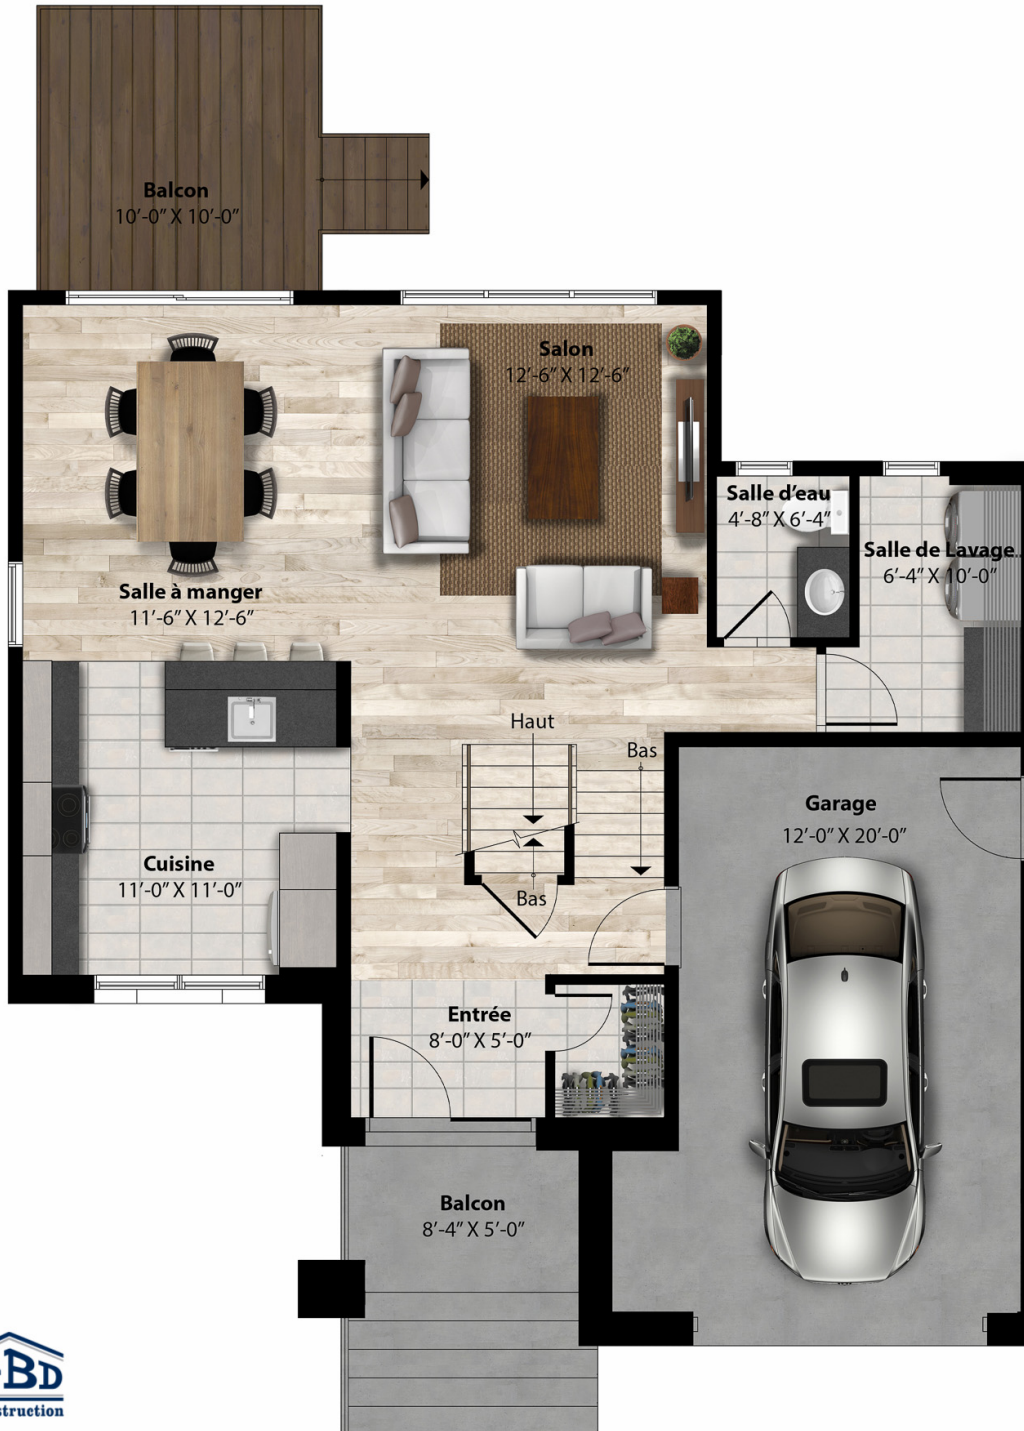 Balcon
10'-0" X 10'-0"
Salon
12'-6" X 12'-6"
Salle d'eau
4'-8" X 6'-4"
Salle de Lavage
6'-4" X 10'-0"
Salle à manger
11'-6" X 12'-6"
Haut
Bas
Garage
12'-0" X 20'-0"
Cuisine
11'-0" X 11'-0"
Bas
Entrée
8'-0" X 5'-0"
Balcon
8'-4" X 5'-0"
BD
struction